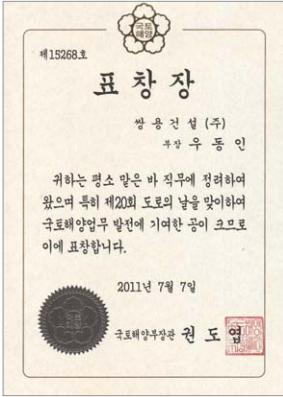 국토
해양
제15268호
표창장
쌍용건설(주)
부장 우동인
귀하는 평소 맡은 바 직무에 정려하여
왔으며 특히 제20회 도로의 날을 맞이하여
국토해양업무 발전에 기여한 공이 크므로
이에 표창합니다.
2011년 7월 7일
국토해양부장관 권도엽